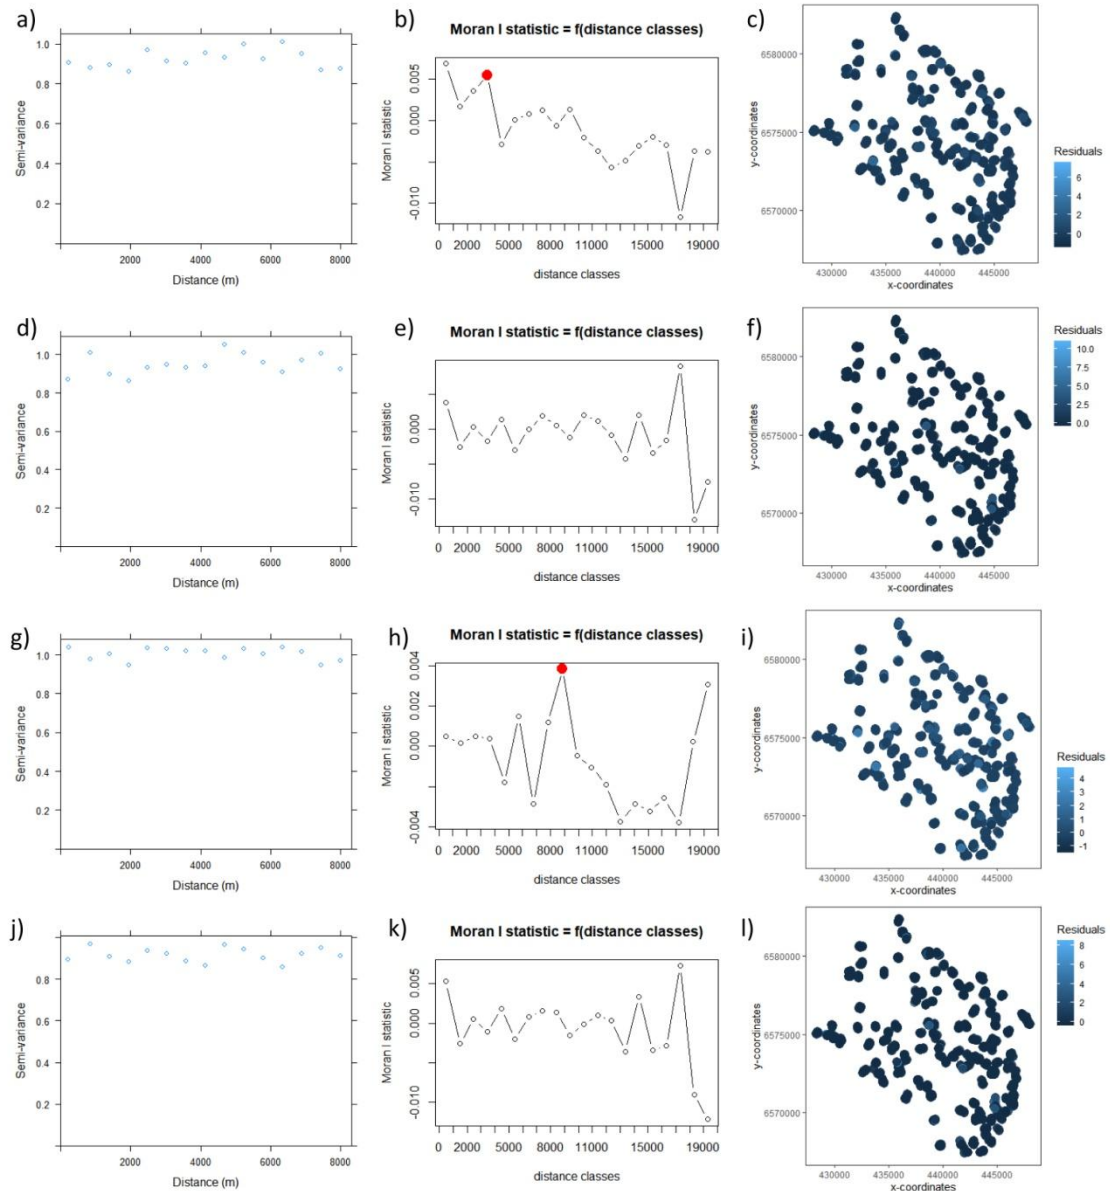 a)
1.0
0.8
0.6
0.4
0.2
Semi-variance
2000 4000 6000 8000
Distance (m)
b)
Moran I statistic = f(distance classes)
0.005
0.000
-0.010
Moran I statistic
0 2000 5000 8000 11000 15000 19000
distance classes
c)
6580000
6575000
6570000
y-coordinates
430000 435000 440000 445000
x-coordinates
Residuals
6
4
2
0
d)
1.0
0.8
0.6
0.4
0.2
Semi-variance
2000 4000 6000 8000
Distance (m)
e)
Moran I statistic = f(distance classes)
0.000
-0.010
Moran I statistic
0 2000 5000 8000 11000 15000 19000
distance classes
f)
6580000
6575000
6570000
y-coordinates
430000 435000 440000 445000
x-coordinates
Residuals
10.0
7.5
5.0
2.5
0.0
g)
1.0
0.8
0.6
0.4
0.2
Semi-variance
2000 4000 6000 8000
Distance (m)
h)
Moran I statistic = f(distance classes)
0.004
0.002
0.000
-0.004
Moran I statistic
0 2000 5000 8000 11000 15000 19000
distance classes
i)
6580000
6575000
6570000
y-coordinates
430000 435000 440000 445000
x-coordinates
Residuals
4
3
2
1
0
-1
j)
0.8
0.6
0.4
0.2
Semi-variance
2000 4000 6000 8000
Distance (m)
k)
Moran I statistic = f(distance classes)
0.005
0.000
-0.010
Moran I statistic
0 2000 5000 8000 11000 15000 19000
distance classes
l)
6580000
6575000
6570000
y-coordinates
430000 435000 440000 445000
x-coordinates
Residuals
8
6
4
2
0